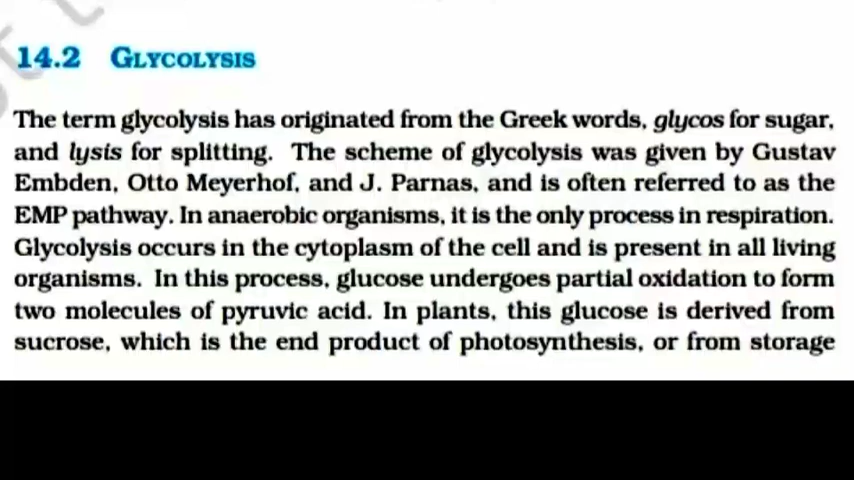 14.2 GLYCOLYSIS
The term glycolysis has originated from the Greek words, glycos for sugar,
and lysis for splitting. The scheme of glycolysis was given by Gustav
Embden, Otto Meyerhof, and J. Parnas, and is often referred to as the
EMP pathway. In anaerobic organisms, it is the only process in respiration.
Glycolysis occurs in the cytoplasm of the cell and is present in all living
organisms. In this process, glucose undergoes partial oxidation to form
two molecules of pyruvic acid. In plants, this glucose is derived from
sucrose, which is the end product of photosynthesis, or from storage